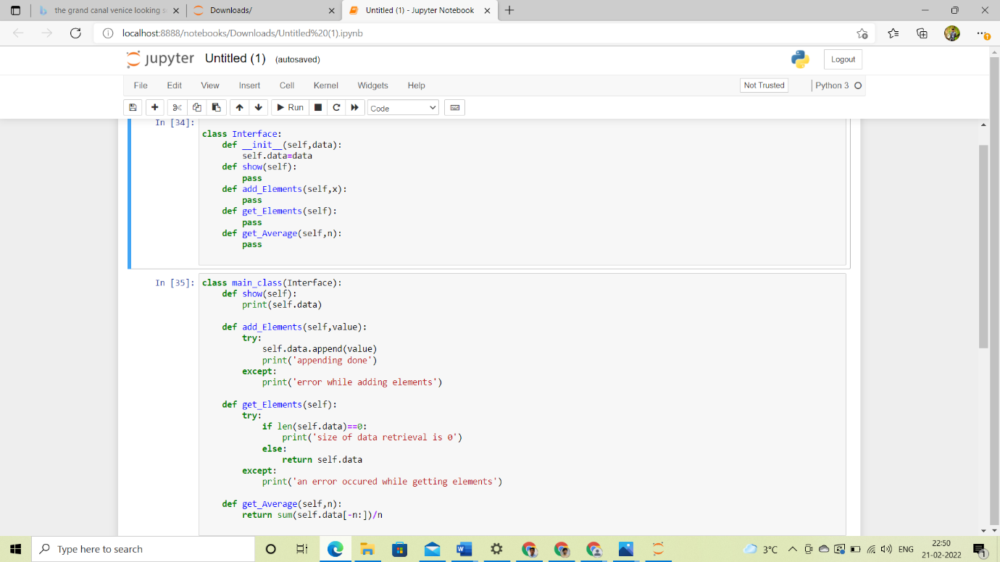 the grand canal venice looking s
Downloads/
Untitled (1) - Jupyter Notebook
localhost:8888/notebooks/Downloads/Untitled%20(1).ipynb
jupyter Untitled (1) (autosaved)
Logout
File Edit View Insert Cell Kernel Widgets Help
Not Trusted
Python 3
Run
Code
In [34]:
class Interface:
    def __init__(self,data):
        self.data=data
    def show(self):
        pass
    def add_Elements(self,x):
        pass
    def get_Elements(self):
        pass
    def get_Average(self,n):
        pass
In [35]: class main_class(Interface):
    def show(self):
        print(self.data)
    def add_Elements(self,value):
        try:
            self.data.append(value)
            print('appending done')
        except:
            print('error while adding elements')
    def get_Elements(self):
        try:
            if len(self.data)==0:
                print('size of data retrieval is 0')
            else:
                return self.data
        except:
            print('an error occured while getting elements')
    def get_Average(self,n):
        return sum(self.data[-n:])/n
Type here to search
W
3°C
ENG
22:50
21-02-2022
1